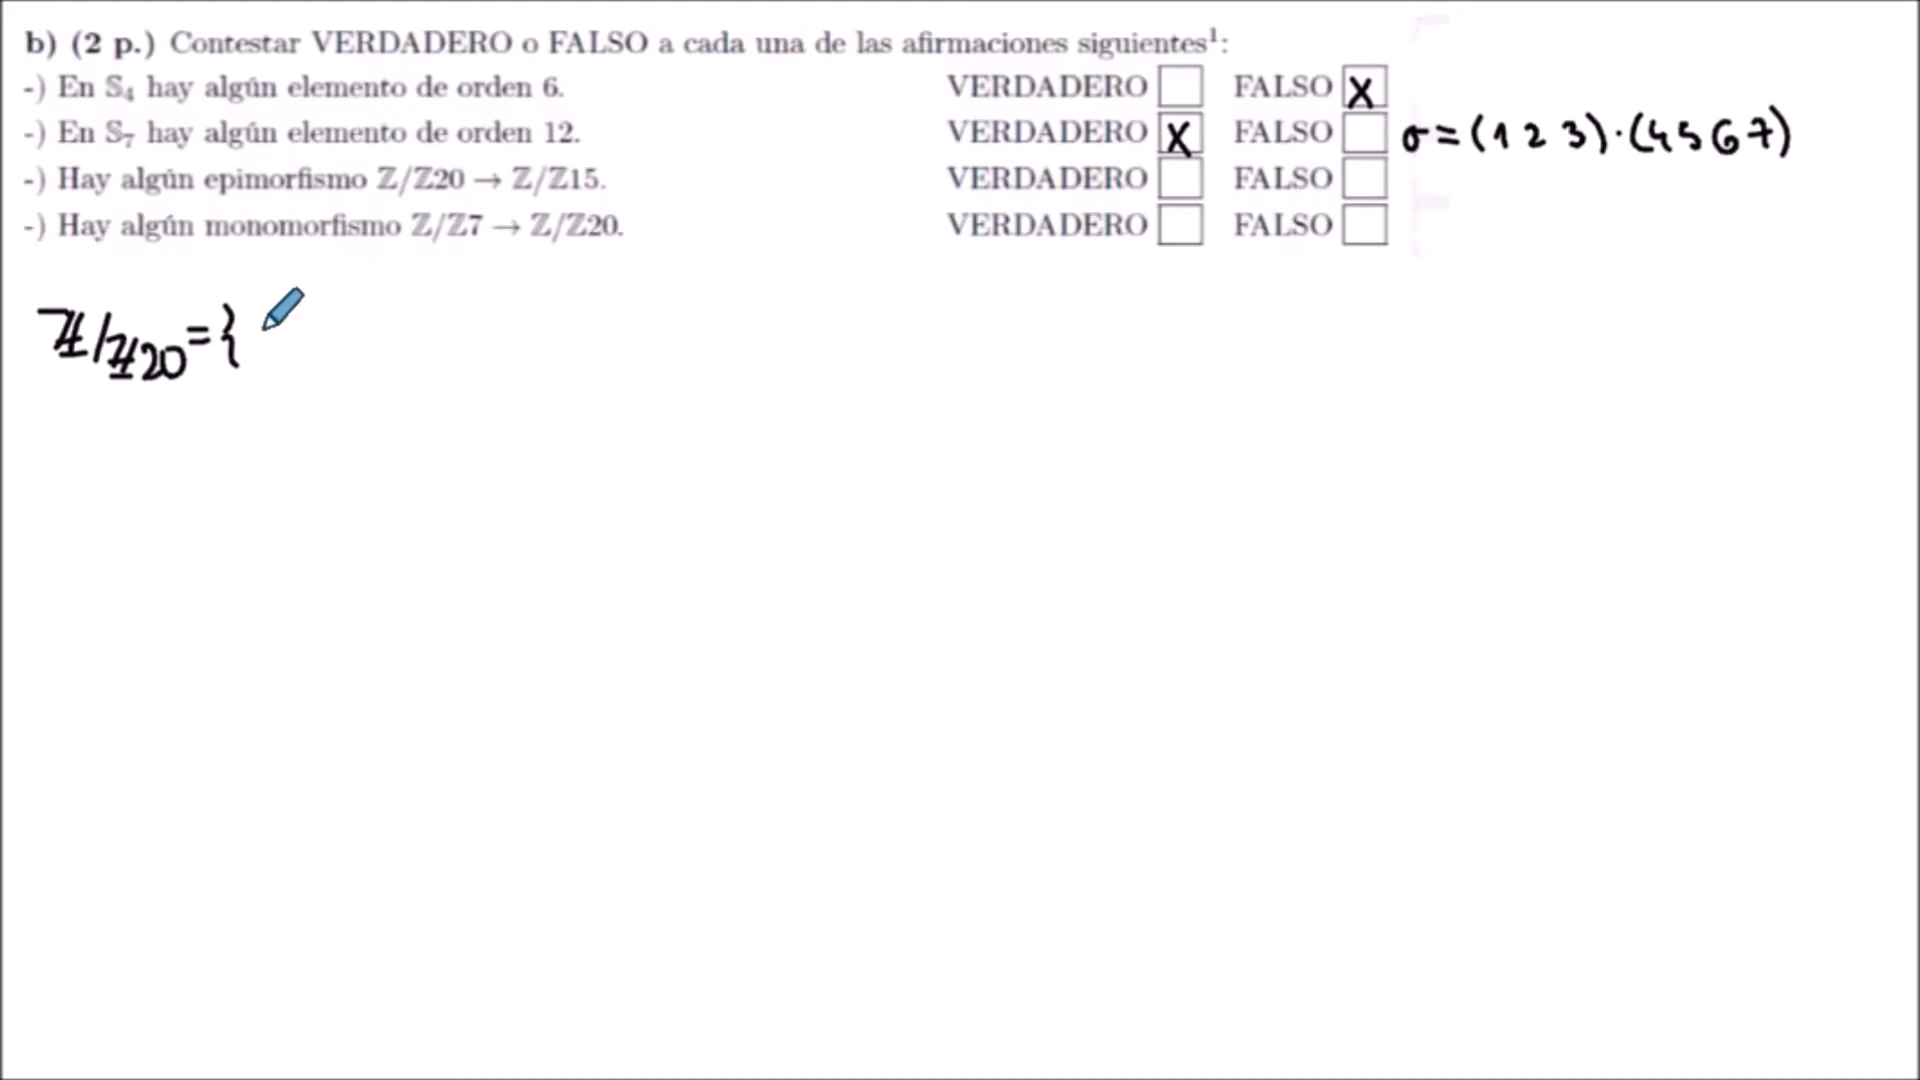 b) (2 p.) Contestar VERDADERO o FALSO a cada una de las afirmaciones siguientes¹:
-) En 𝕊₄ hay algún elemento de orden 6. VERDADERO FALSO X
-) En 𝕊₇ hay algún elemento de orden 12. VERDADERO X FALSO σ=(1 2 3)·(4 5 6 7)
-) Hay algún epimorfismo ℤ/ℤ20 → ℤ/ℤ15. VERDADERO FALSO
-) Hay algún monomorfismo ℤ/ℤ7 → ℤ/ℤ20. VERDADERO FALSO
ℤ/ℤ20={